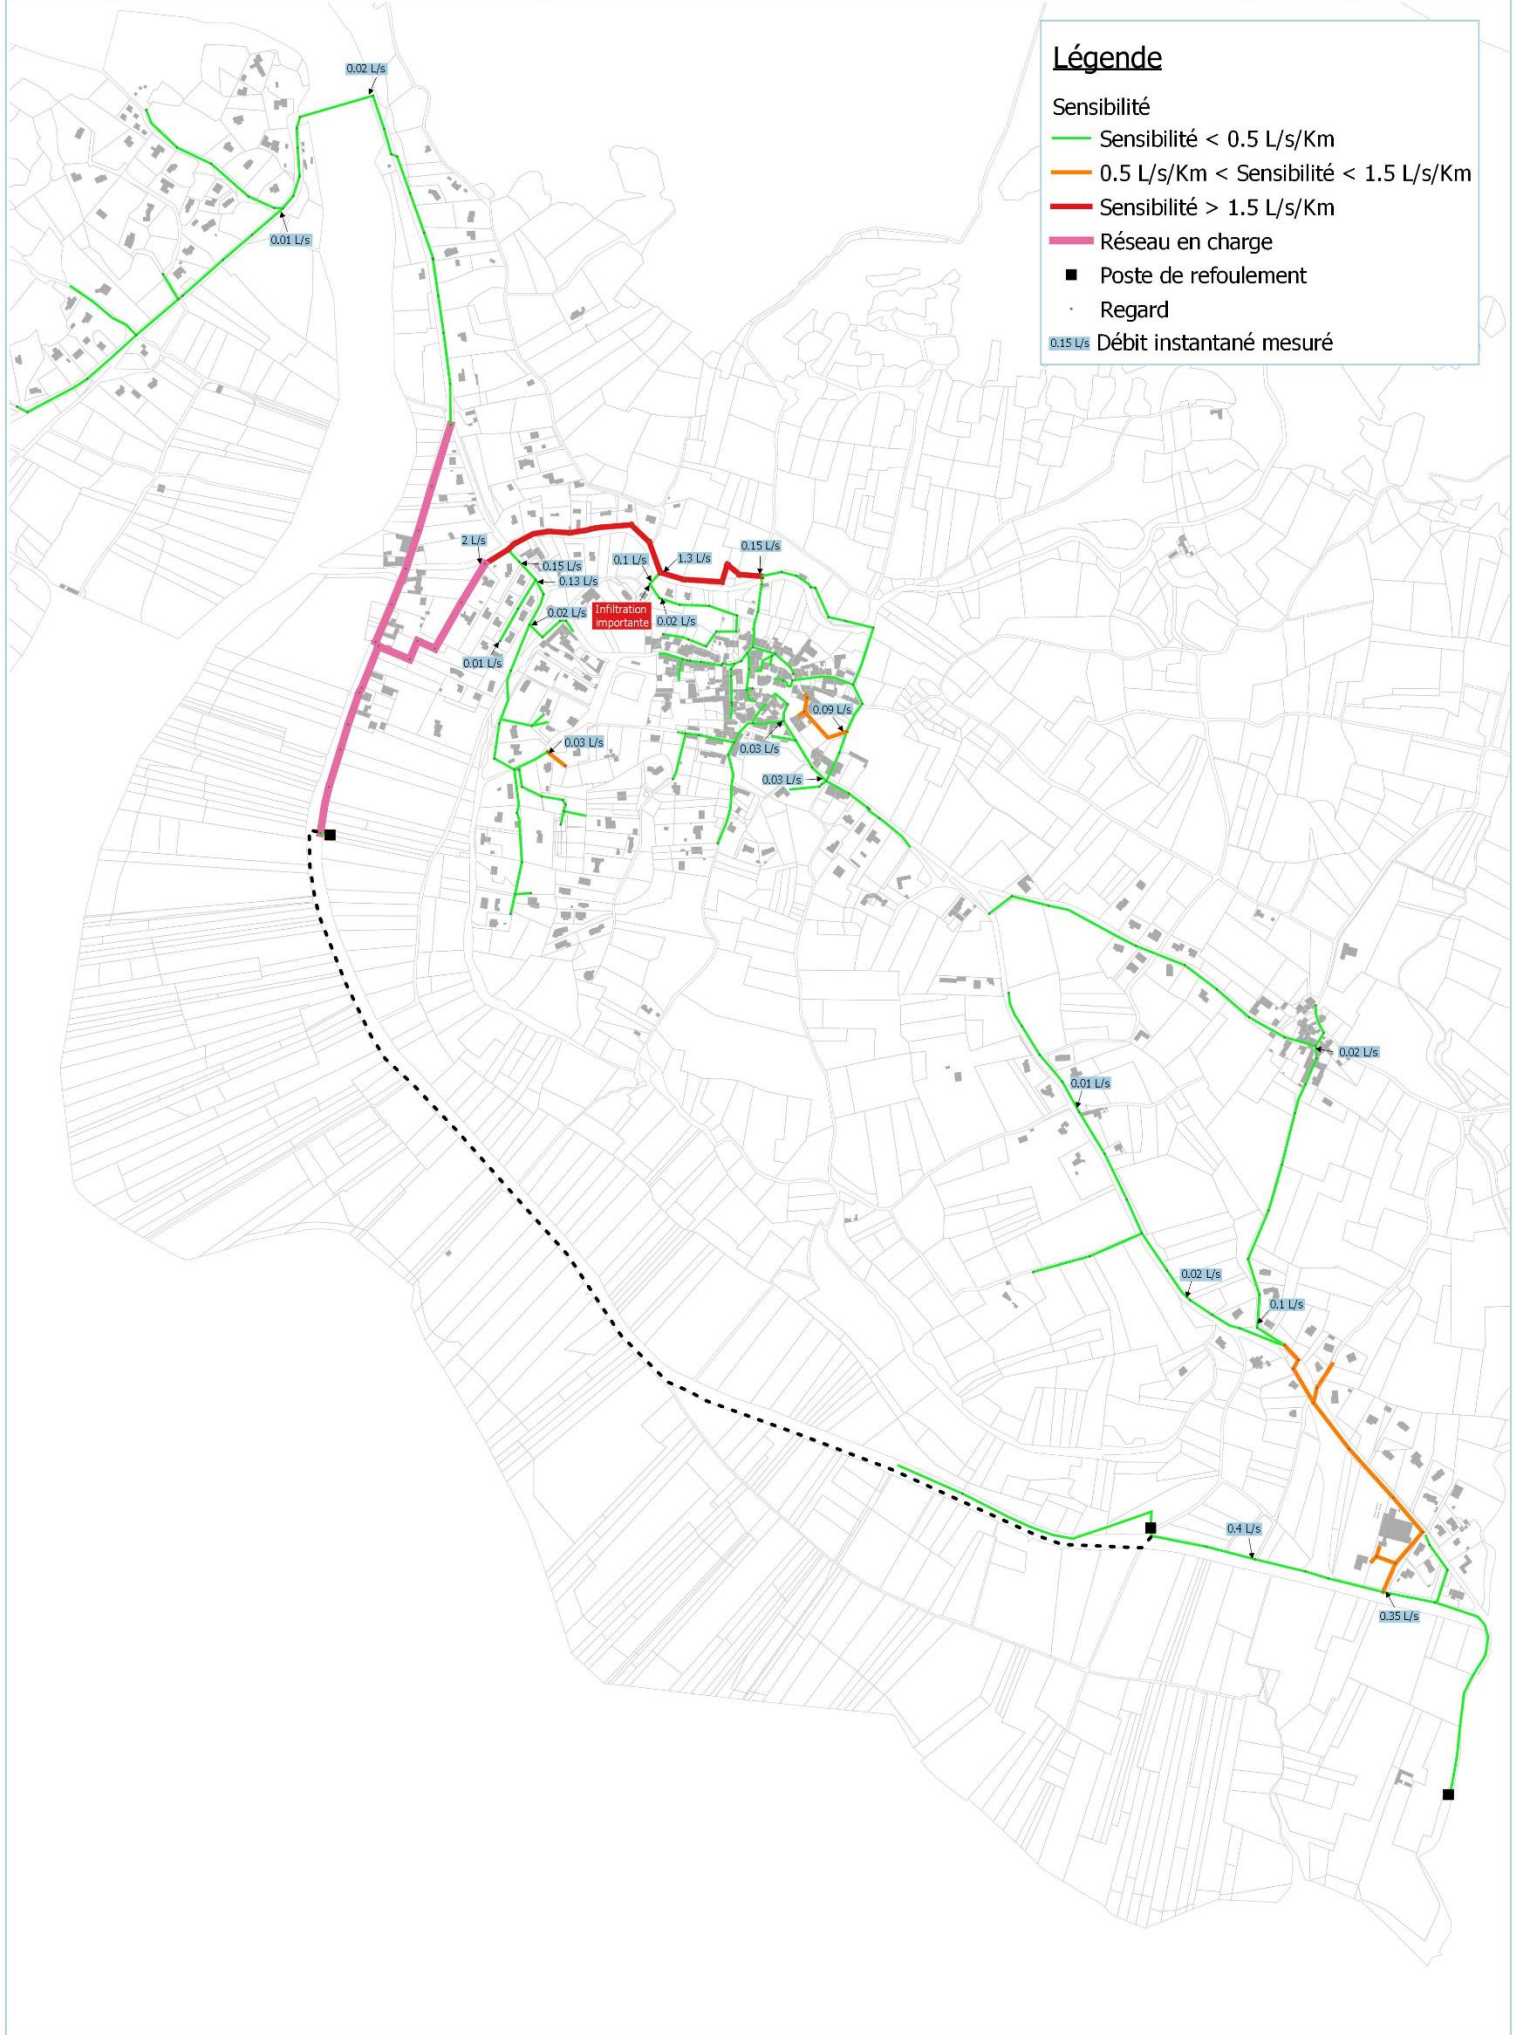 Légende
Sensibilité
Sensibilité < 0.5 L/s/Km
0.5 L/s/Km < Sensibilité < 1.5 L/s/Km
Sensibilité > 1.5 L/s/Km
Réseau en charge
Poste de refoulement
Regard
0.15 L/s Débit instantané mesuré
0.02 L/s
0.01 L/s
2 L/s
0.15 L/s
0.13 L/s
0.1 L/s
1.3 L/s
0.15 L/s
Infiltration
importante
0.02 L/s
0.02 L/s
0.01 L/s
0.09 L/s
0.03 L/s
0.03 L/s
0.03 L/s
0.02 L/s
0.01 L/s
0.02 L/s
0.1 L/s
0.4 L/s
0.35 L/s